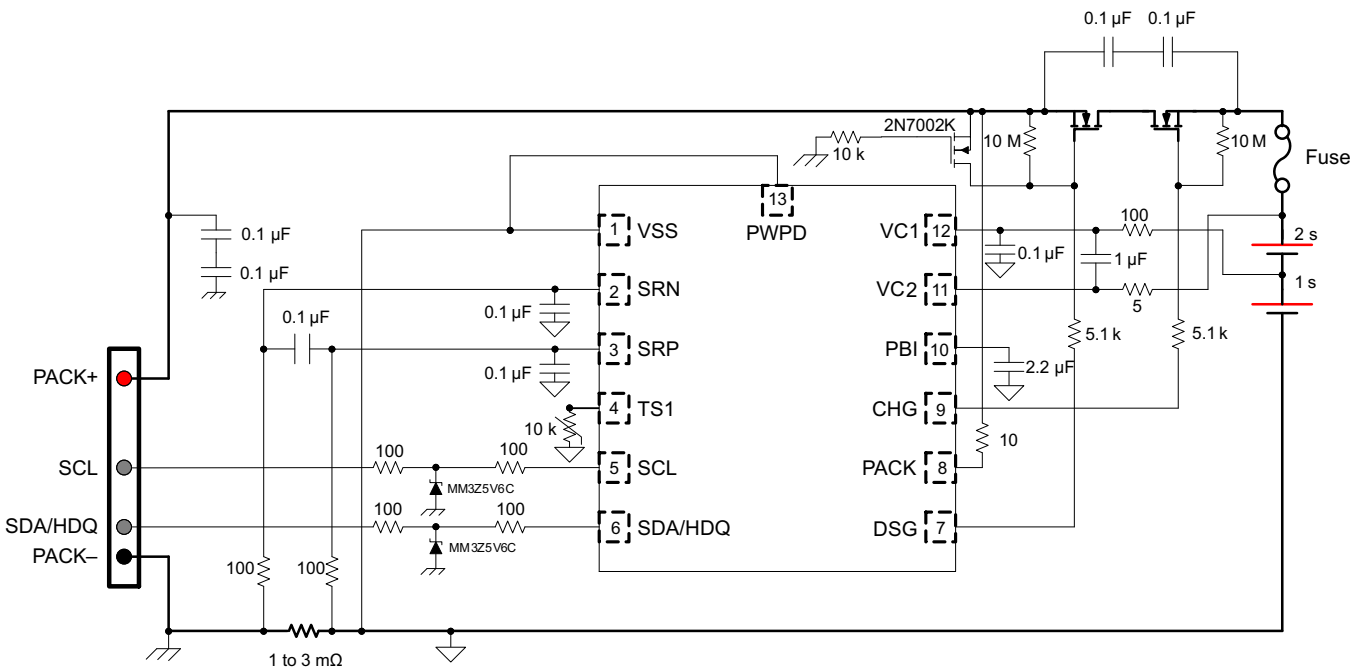 0.1 µF
0.1 µF
2N7002K
10 k
10 M
10 M
Fuse
13
PWPD
0.1 µF
0.1 µF
1
VSS
VC1
12
100
0.1 µF
1 µF
2 s
2
SRN
VC2
11
5
1 s
0.1 µF
0.1 µF
3
SRP
PBI
10
5.1 k
5.1 k
0.1 µF
2.2 µF
PACK+
4
TS1
CHG
9
10 k
10
SCL
100
100
5
SCL
PACK
8
MM3Z5V6C
SDA/HDQ
100
100
6
SDA/HDQ
DSG
7
MM3Z5V6C
PACK–
100
100
1 to 3 mΩ